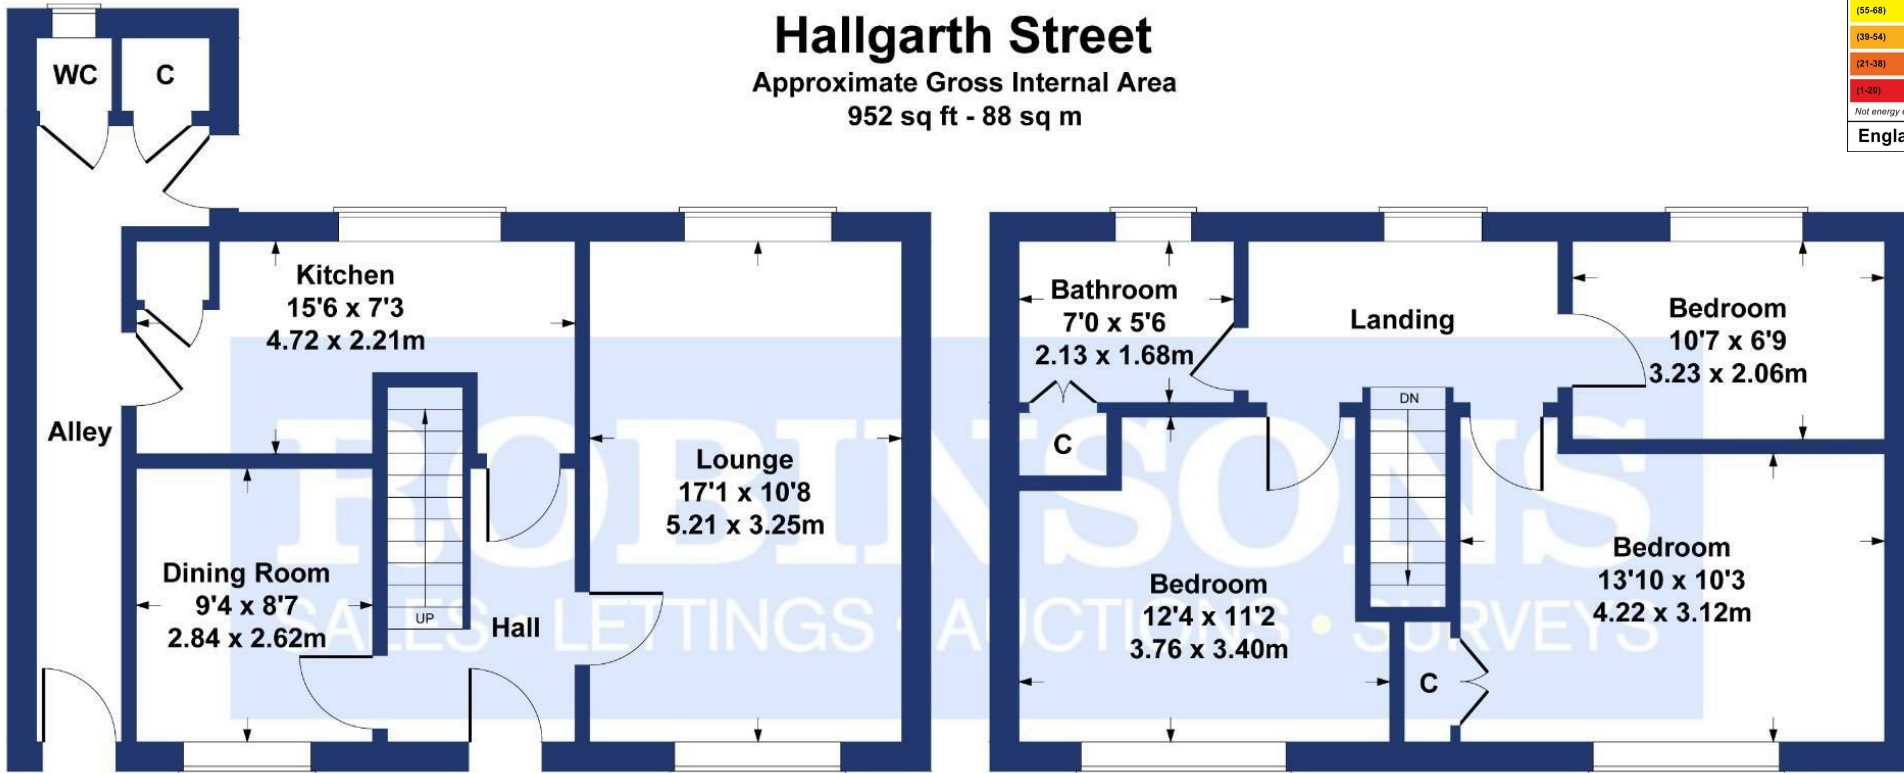 Hallgarth Street
Approximate Gross Internal Area
952 sq ft - 88 sq m
(55-68)
(39-54)
(21-38)
(1-20)
Not energy
Engla
WC
C
Kitchen
15'6 x 7'3
4.72 x 2.21m
Alley
Dining Room
9'4 x 8'7
2.84 x 2.62m
UP
Hall
Lounge
17'1 x 10'8
5.21 x 3.25m
Bathroom
7'0 x 5'6
2.13 x 1.68m
C
Landing
DN
Bedroom
10'7 x 6'9
3.23 x 2.06m
Bedroom
12'4 x 11'2
3.76 x 3.40m
C
Bedroom
13'10 x 10'3
4.22 x 3.12m
ROBINSONS
SALES • LETTINGS • AUCTIONS • SURVEYS